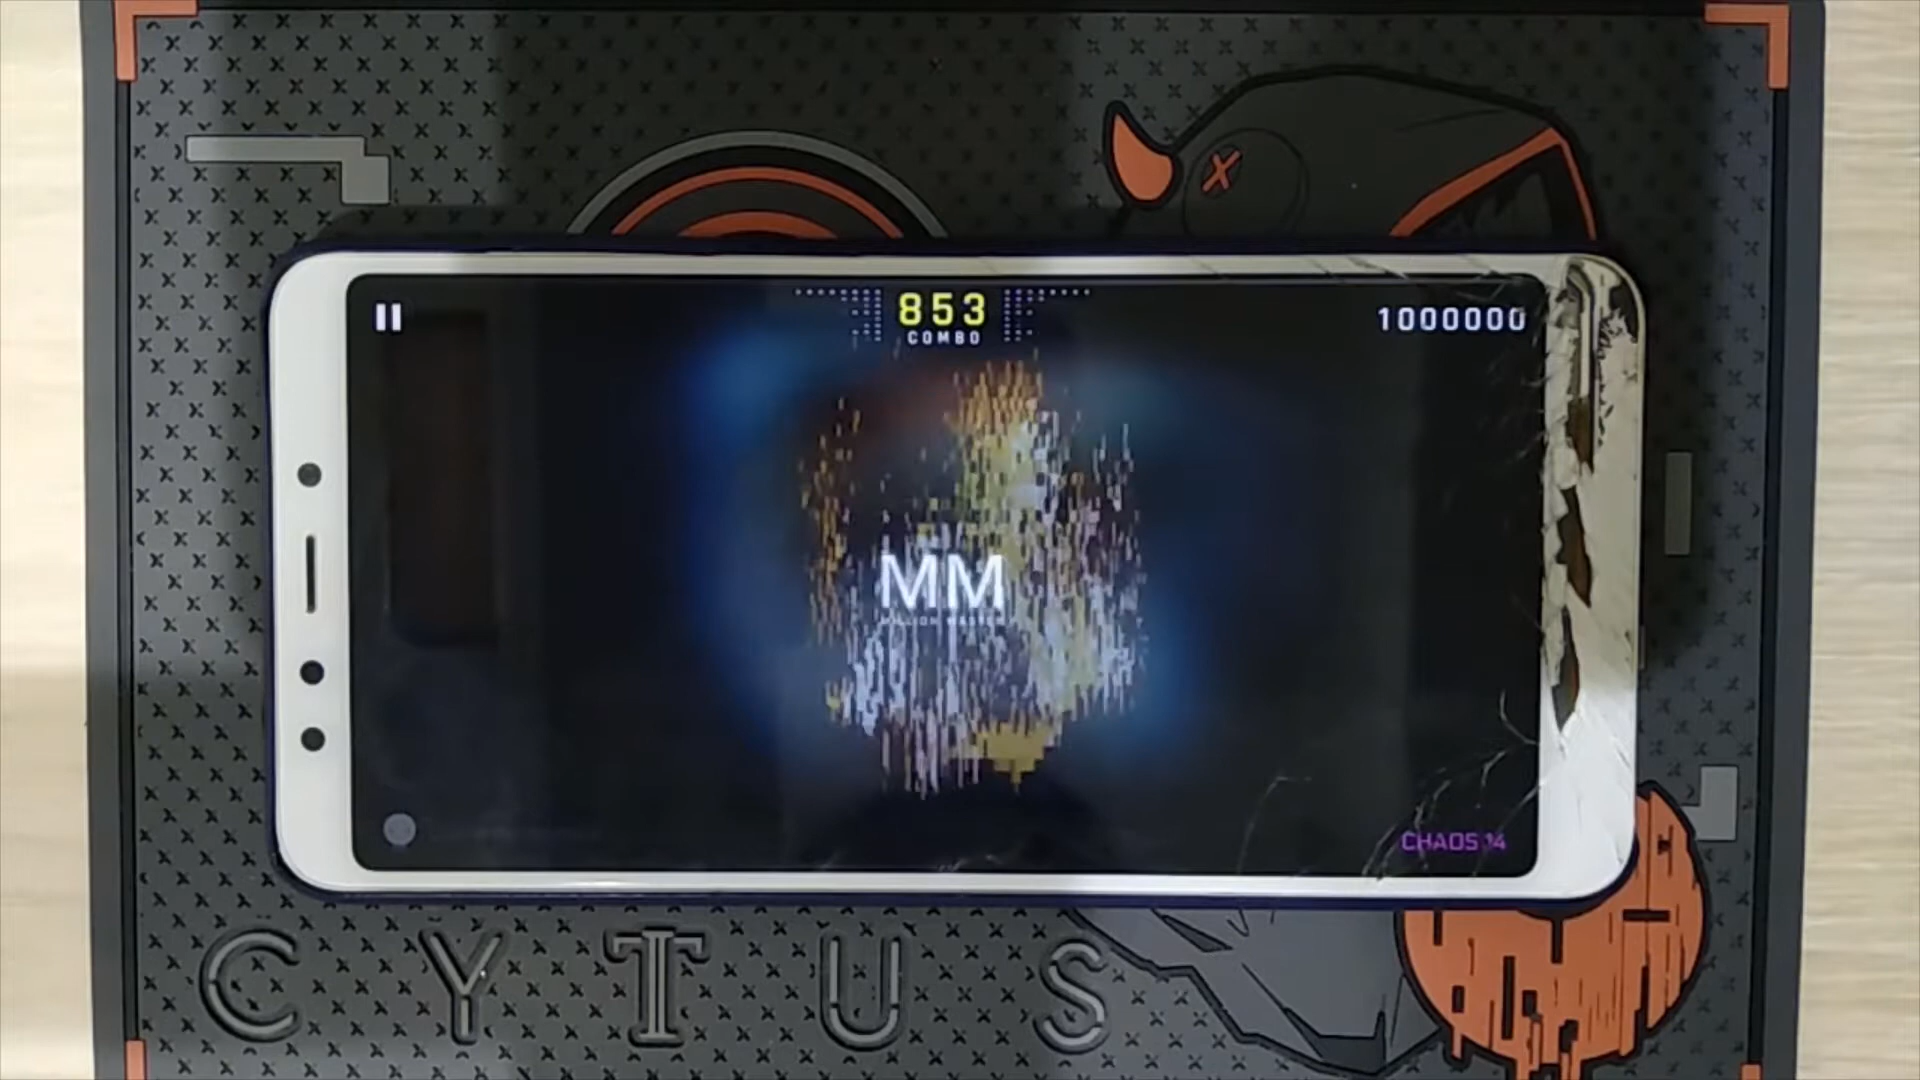 853
COMBO
1000000
MM
MILLION MASTER
CHAOS 14
CYTUS